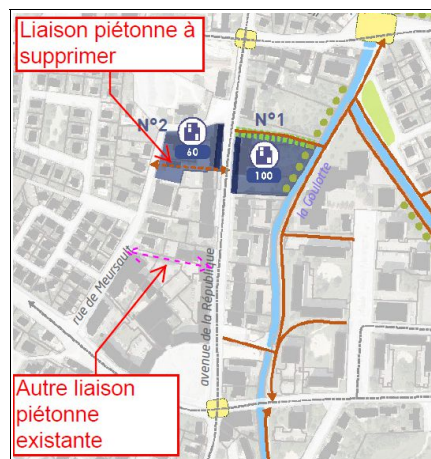 Liaison piétonne à
supprimer
N°2
N°1
60
100
la Goulotte
rue de Meursault
avenue de la République
Autre liaison
piétonne
existante